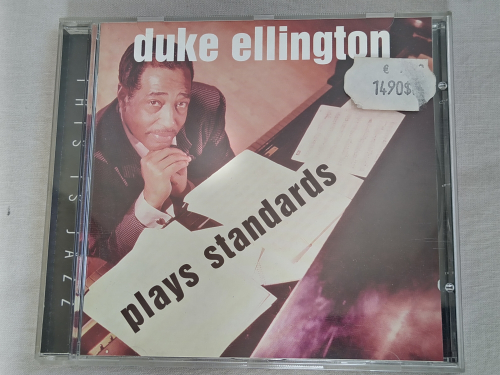 duke ellington
€
1490$
plays standards
THIS IS JAZZ